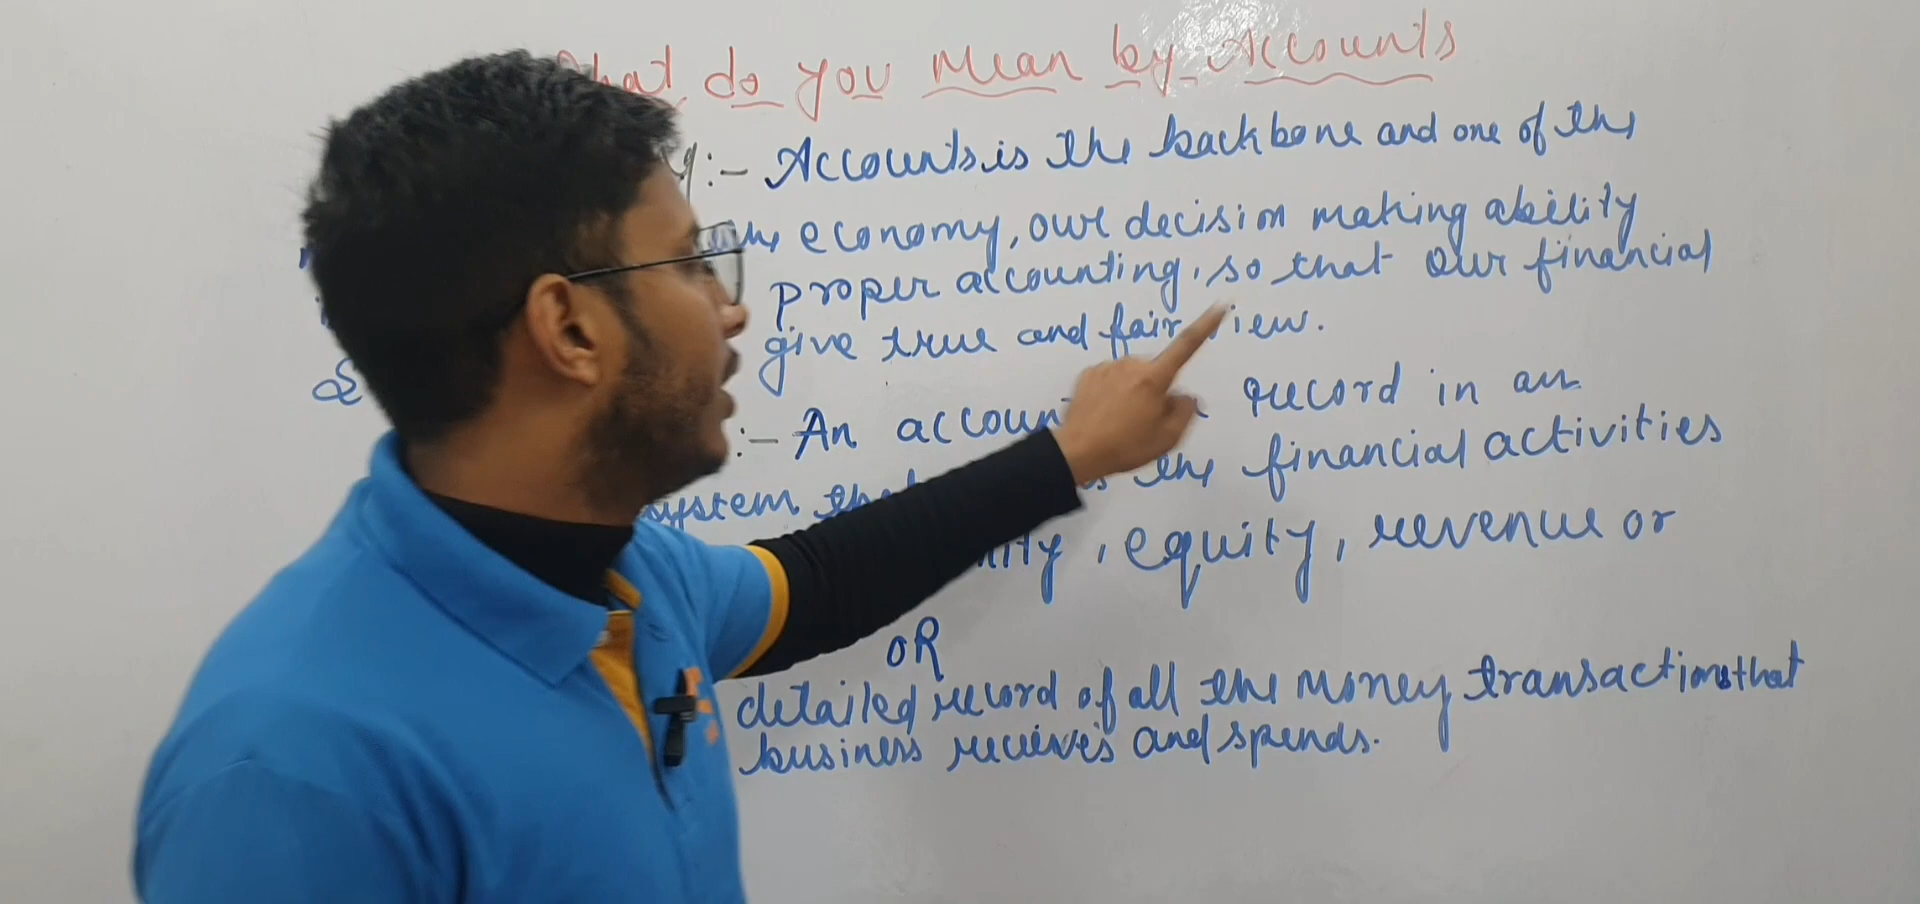 do you Mean by Accounts
:- Accounts is the backbone and one of the
economy, our decision making ability
proper accounting, so that our financial
give true and fair view.
:- An record in an
system the financial activities
, equity, revenue or
OR
detailed record of all the Money transactions that
business receives and spends.